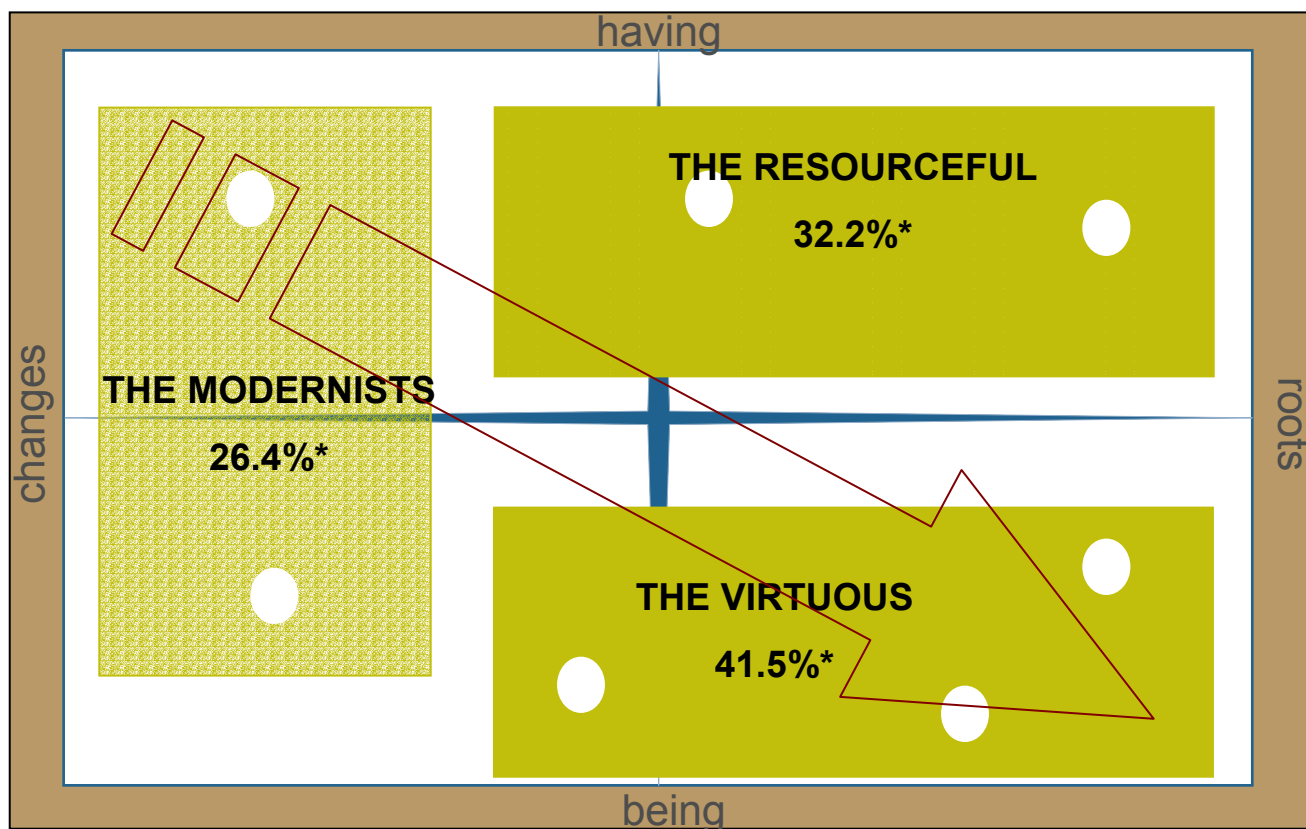 having
THE RESOURCEFUL
32.2%*
changes
THE MODERNISTS
26.4%*
roots
THE VIRTUOUS
41.5%*
being